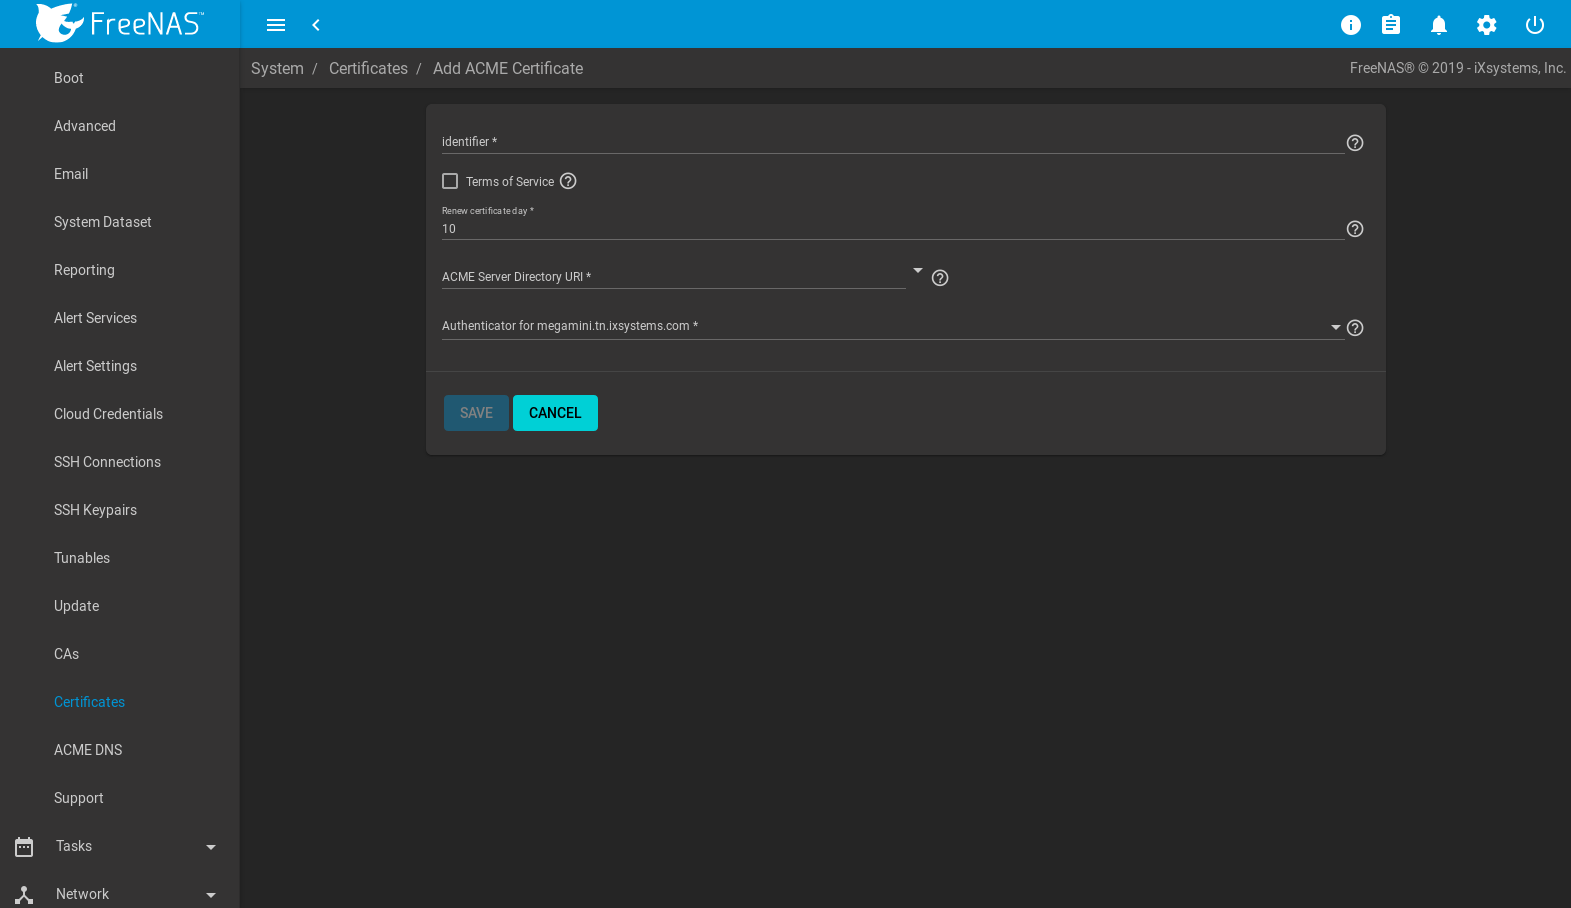 FreeNAS™
System / Certificates / Add ACME Certificate
FreeNAS® © 2019 - iXsystems, Inc.
Boot
Advanced
Email
System Dataset
Reporting
Alert Services
Alert Settings
Cloud Credentials
SSH Connections
SSH Keypairs
Tunables
Update
CAs
Certificates
ACME DNS
Support
Tasks
Network
identifier *
Terms of Service
Renew certificate day *
10
ACME Server Directory URI *
Authenticator for megamini.tn.ixsystems.com *
SAVE CANCEL